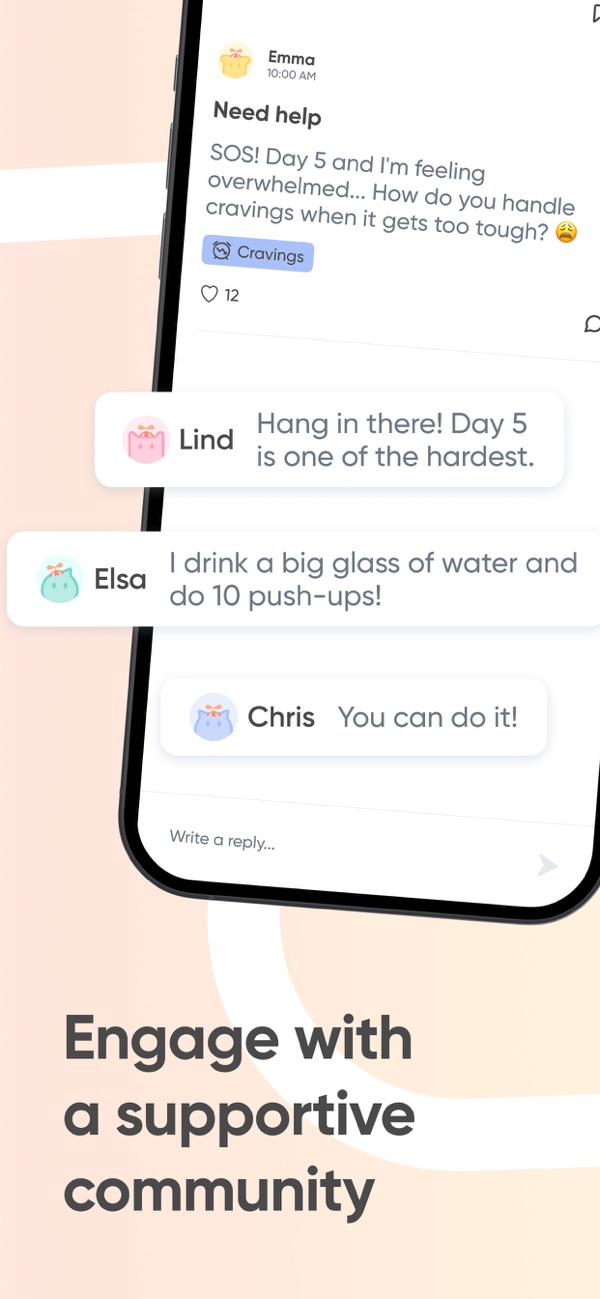 Emma
10:00 AM
Need help
SOS! Day 5 and I'm feeling
overwhelmed... How do you handle
cravings when it gets too tough? 😩
Cravings
12
Lind
Hang in there! Day 5
is one of the hardest.
Elsa
I drink a big glass of water and
do 10 push-ups!
Chris You can do it!
Write a reply...
Engage with
a supportive
community